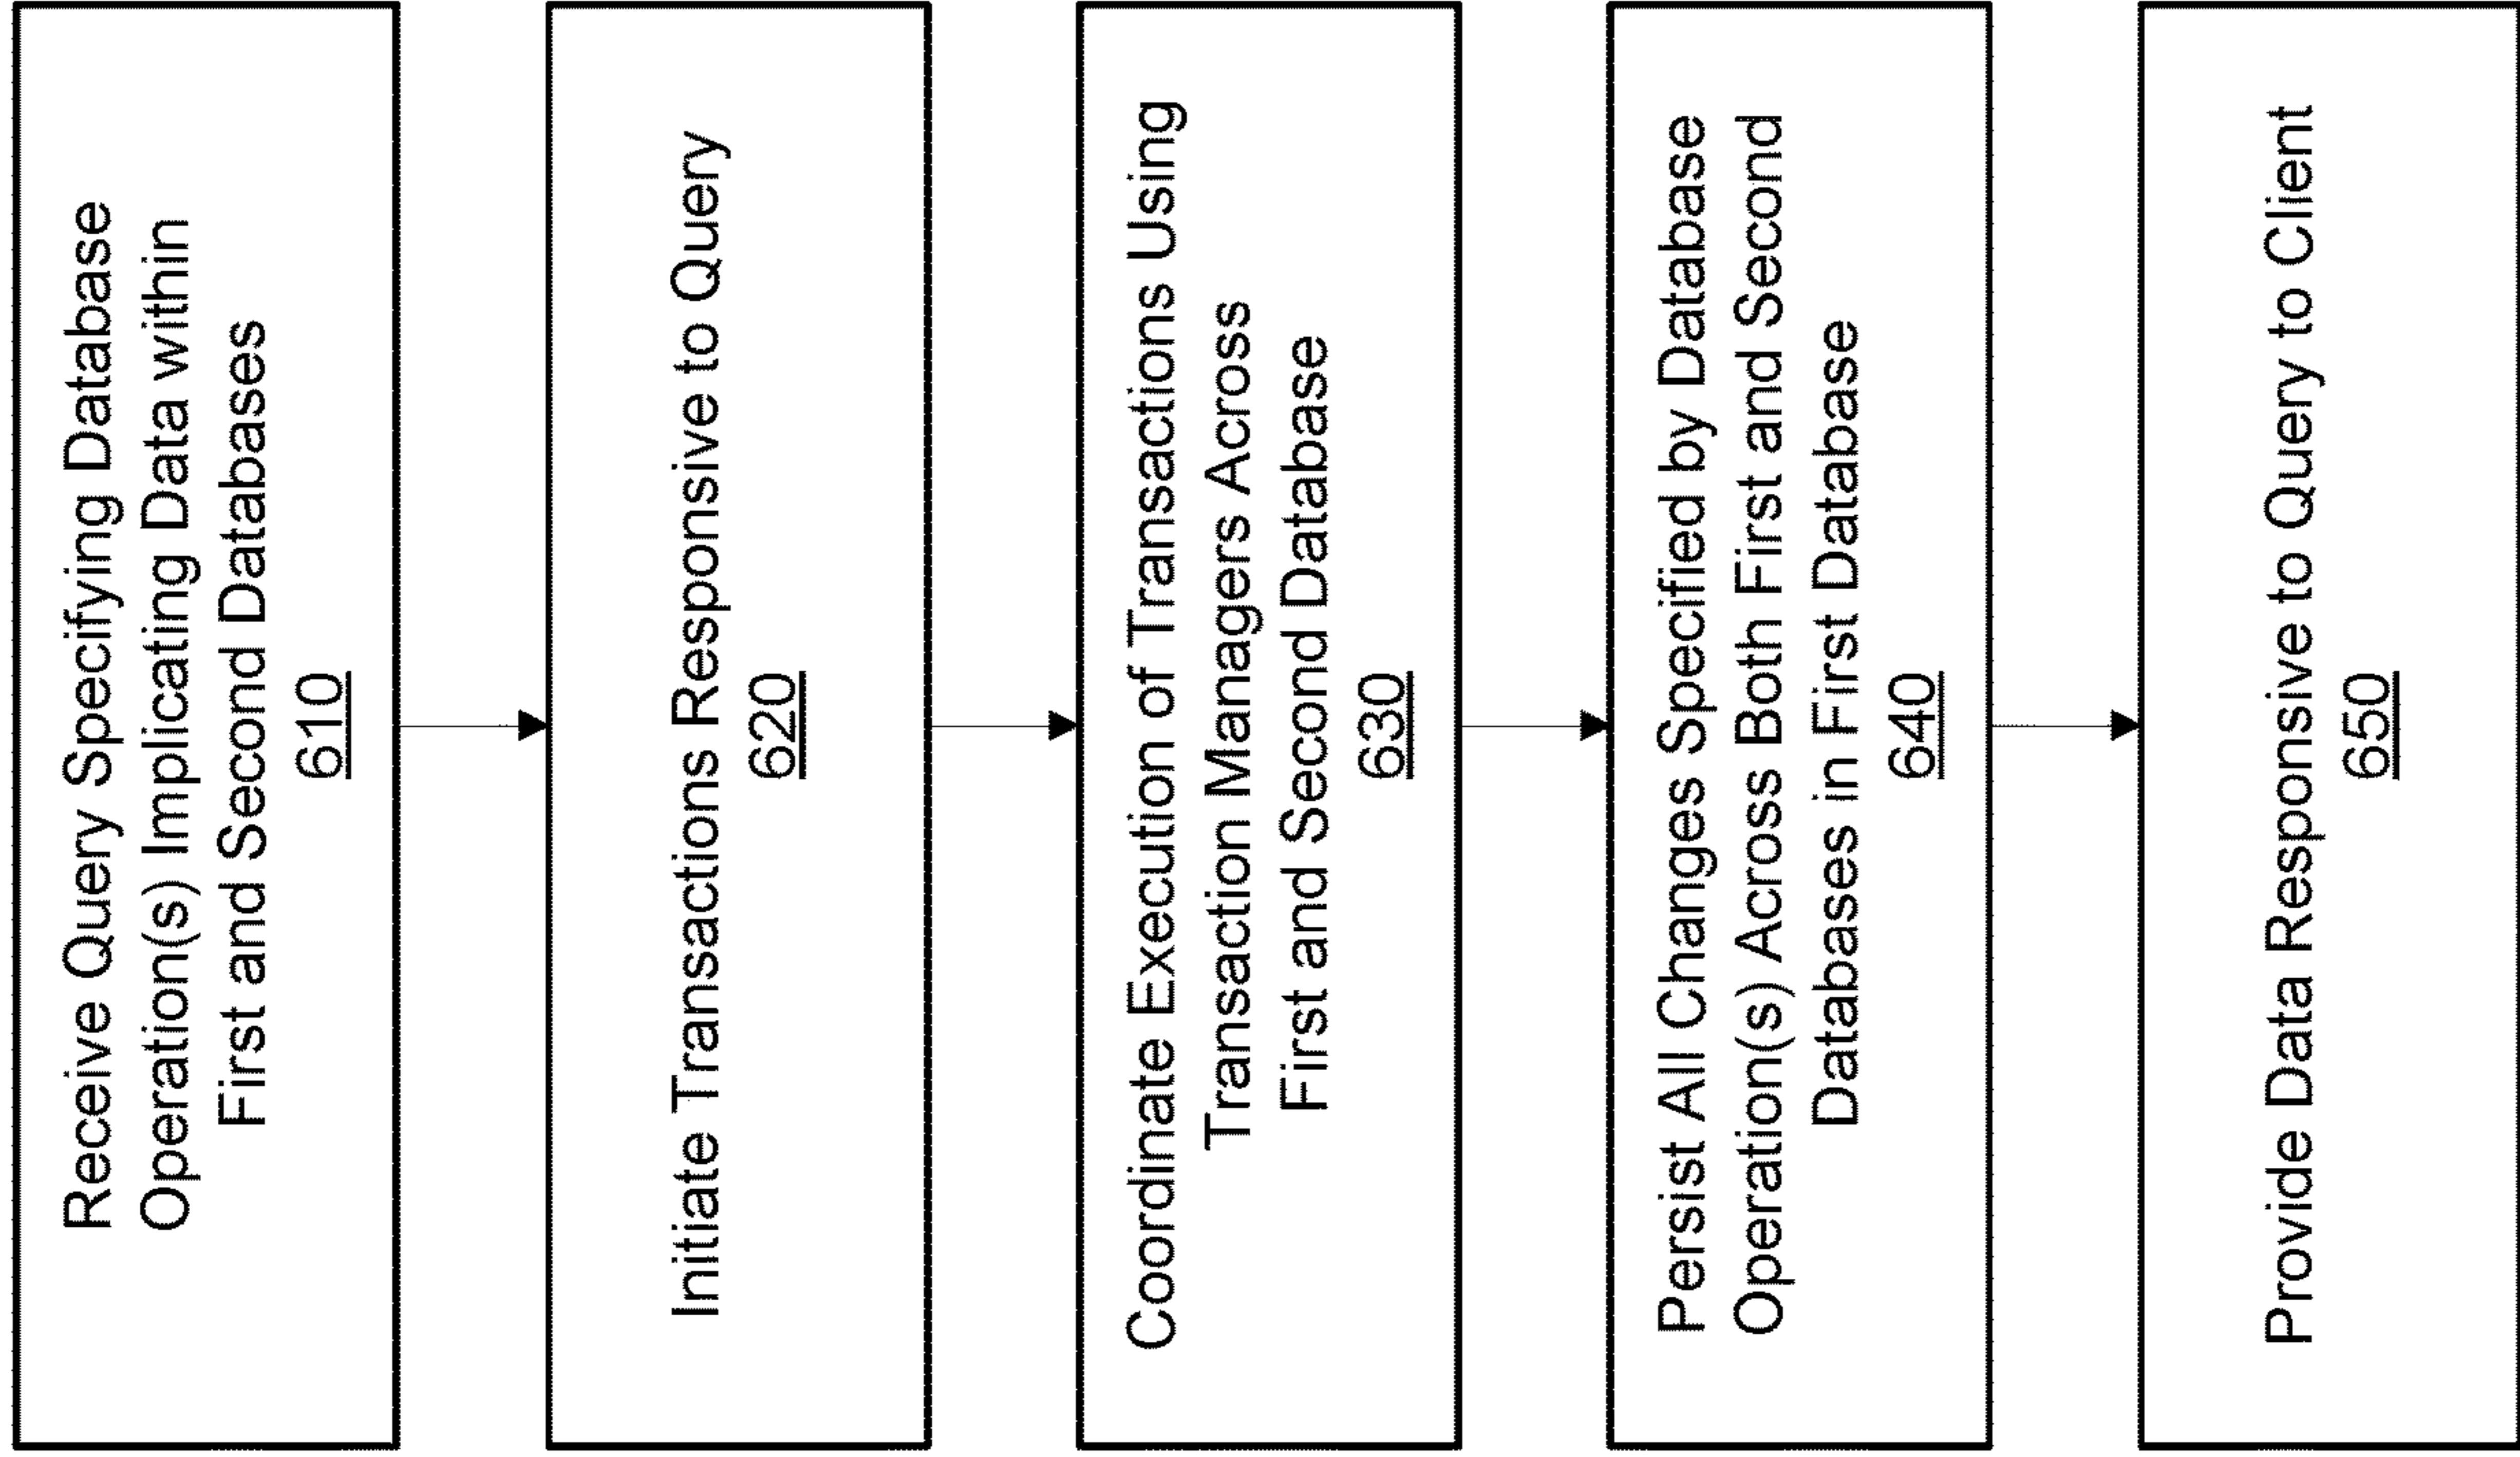 Receive Query Specifying Database
Operation(s) Implicating Data within
First and Second Databases
610
Initiate Transactions Responsive to Query
620
Coordinate Execution of Transactions Using
Transaction Managers Across
First and Second Database
630
Persist All Changes Specified by Database
Operation(s) Across Both First and Second
Databases in First Database
640
Provide Data Responsive to Query to Client
650